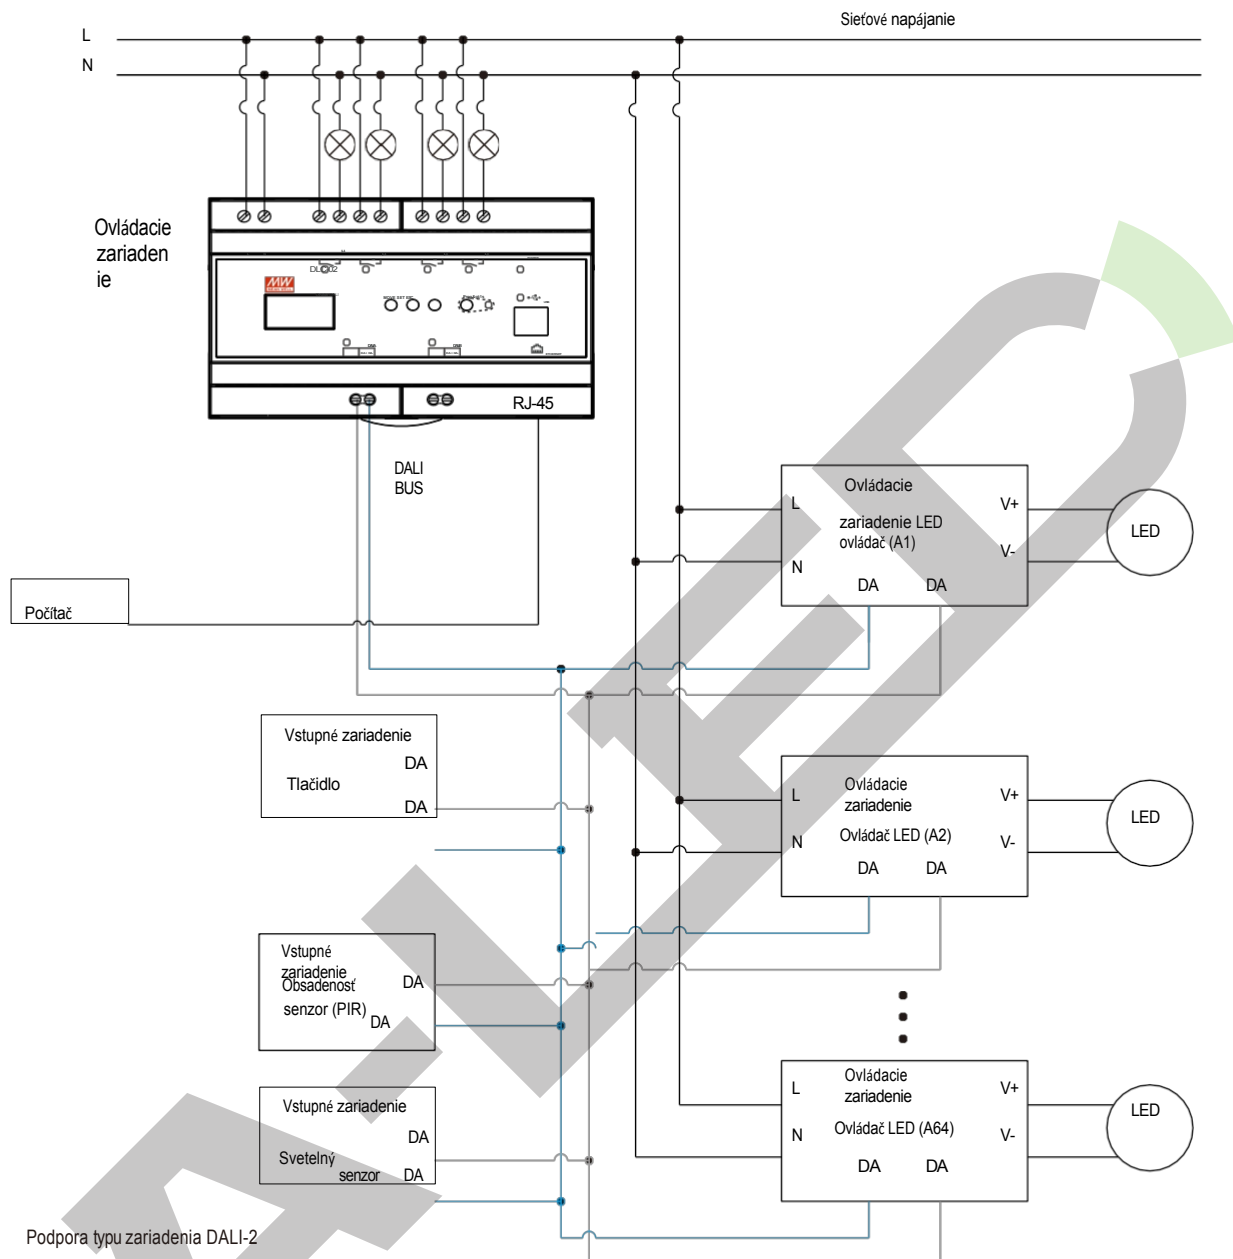 Sieťové napájanie
L
N
Ovládacie
zariaden
ie
DLC-02
MW
RJ-45
DALI
BUS
Počítač
Ovládacie
zariadenie LED
ovládač (A1)
L
N
V+
V-
DA DA
LED
Vstupné zariadenie
DA
Tlačidlo
DA
Ovládacie
zariadenie
Ovládač LED (A2)
L
N
V+
V-
DA DA
LED
Vstupné
zariadenie
Obsadenosť
senzor (PIR)
DA
DA
Ovládacie
zariadenie
Ovládač LED (A64)
L
N
V+
V-
DA DA
LED
Vstupné zariadenie
DA
Svetelný
senzor
DA
Podpora typu zariadenia DALI-2
A-LED